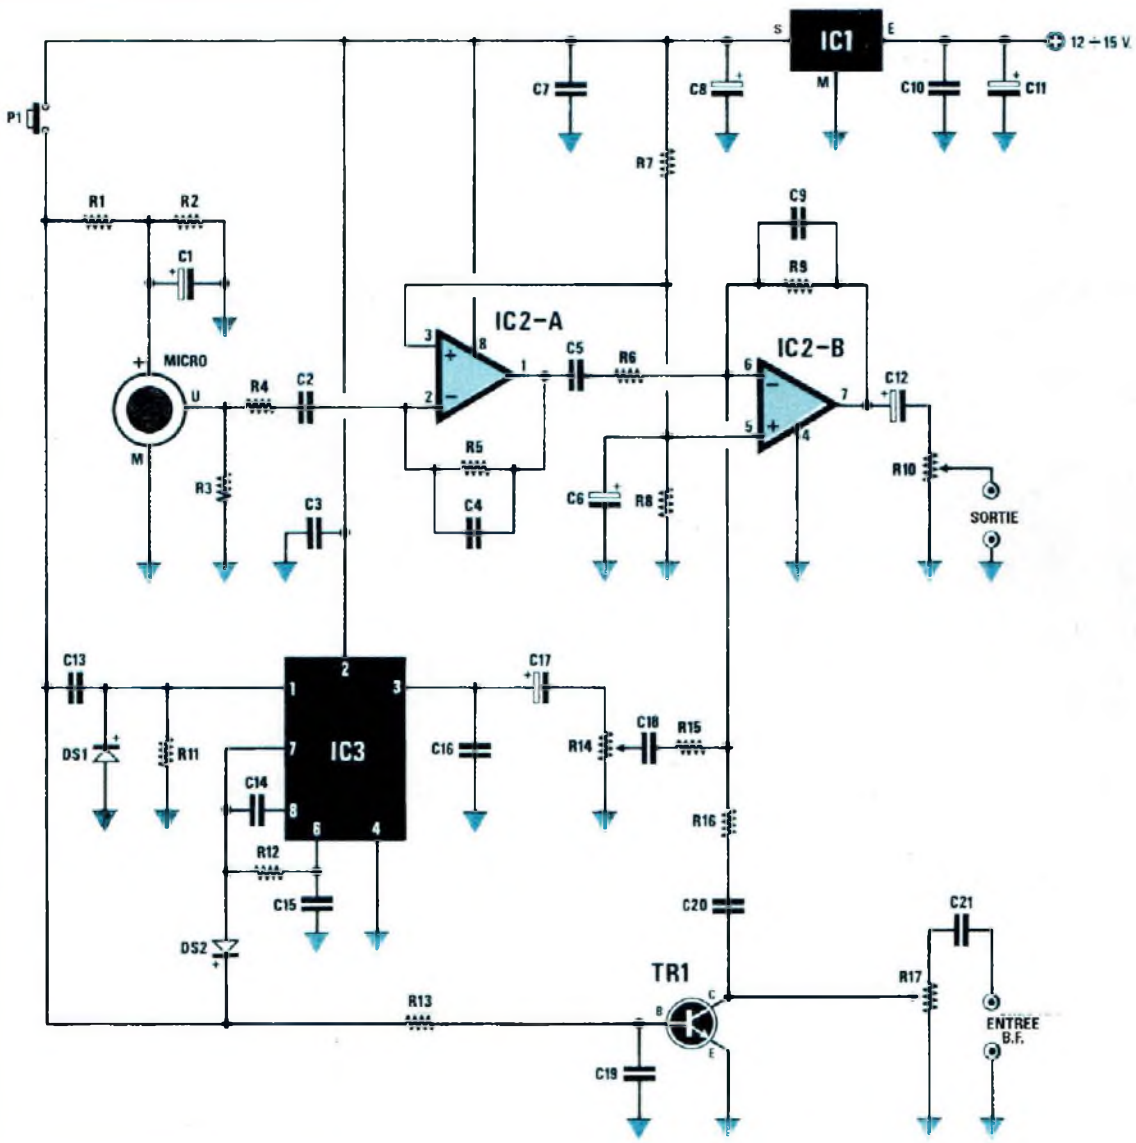 S
IC1
E
12 ÷ 15 V.
M
C7
C8
+
C10
+
C11
P1
R7
R1
R2
C1
+
C9
R9
IC2-A
IC2-B
+
MICRO
U
M
R4
C2
R3
3
+
8
1
2
−
C5
R6
R5
C4
6
−
7
5
+
4
C12
+
R10
SORTIE
C3
C6
+
R8
C13
DS1
+
R11
1
2
3
7
IC3
8
6
4
C14
R12
C15
C16
C17
+
R14
C18
R15
R16
C20
DS2
+
R13
TR1
B
C
E
C19
R17
C21
ENTREE
B.F.